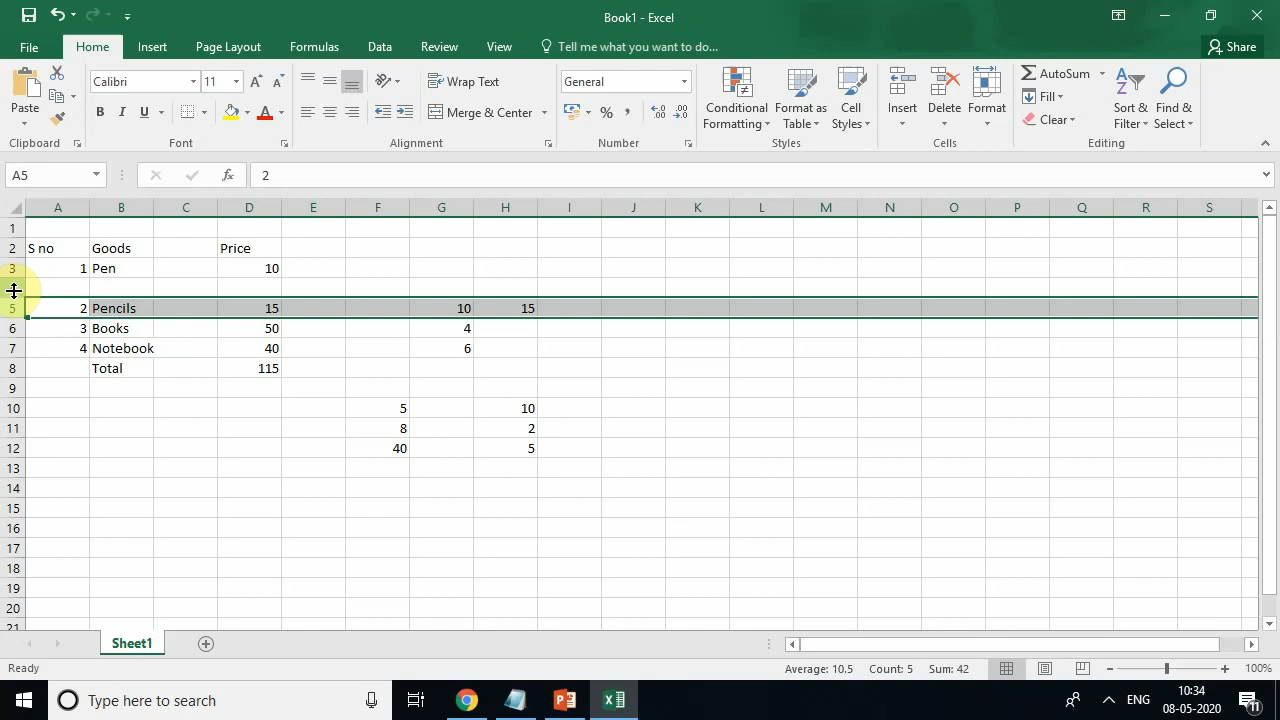 Book1 - Excel
File Home Insert Page Layout Formulas Data Review View Tell me what you want to do... Share
Paste
Clipboard
Calibri 11
B I U
Font
Wrap Text
Merge & Center
Alignment
General
Number
Conditional Formatting
Format as Table
Cell Styles
Styles
Insert
Delete
Format
Cells
AutoSum
Fill
Clear
Sort & Filter
Find & Select
Editing
A5 fx 2
A B C D E F G H I J K L M N O P Q R S
1
2 S no Goods Price
3 1 Pen 10
5 2 Pencils 15 10 15
6 3 Books 50 4
7 4 Notebook 40 6
8 Total 115
9
10 5 10
11 8 2
12 40 5
13
14
15
16
17
18
19
20
21
Sheet1
Ready Average: 10.5 Count: 5 Sum: 42 100%
Type here to search ENG 10:34
08-05-2020 11